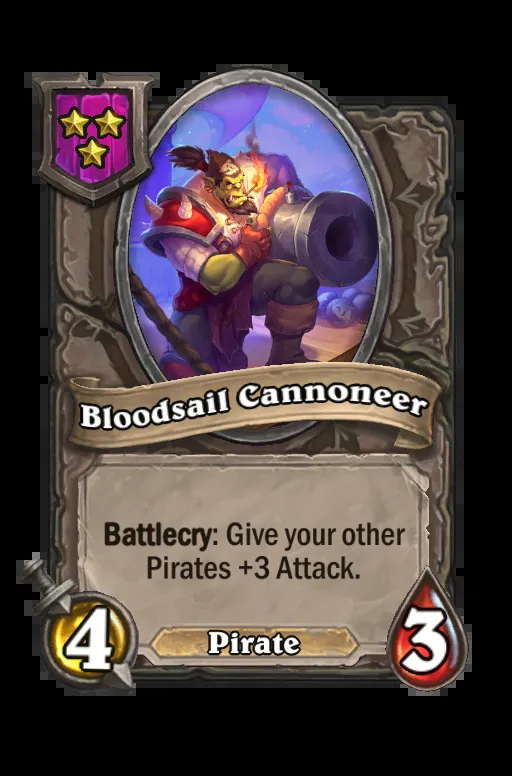 Bloodsail Cannoneer
Battlecry: Give your other
Pirates +3 Attack.
4
Pirate
3